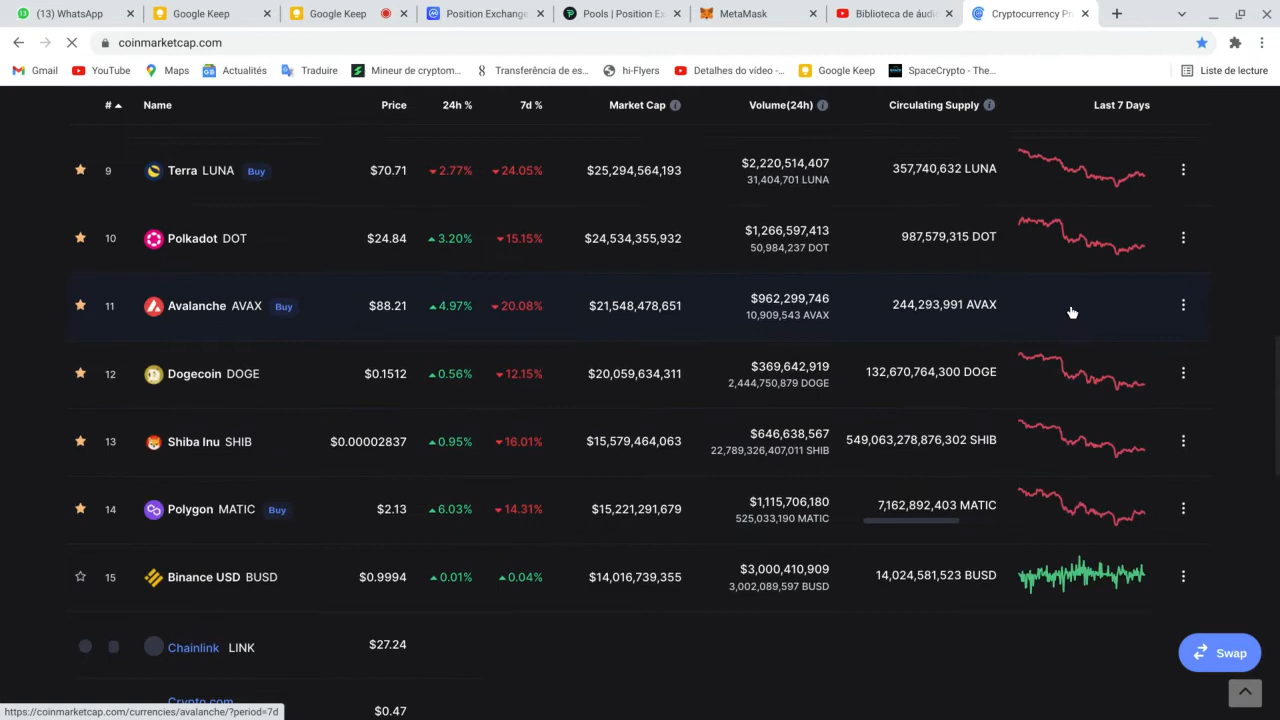 (13) WhatsApp
Google Keep
Google Keep
Position Exchange
Pools | Position Ex
MetaMask
Biblioteca de áudi
Cryptocurrency Pr
coinmarketcap.com
Gmail
YouTube
Maps
Actualités
Traduire
Mineur de cryptom...
Transferência de es...
hi-Flyers
Detalhes do vídeo -...
Google Keep
SpaceCrypto - The...
Liste de lecture
# Name Price 24h % 7d % Market Cap Volume(24h) Circulating Supply Last 7 Days
9 Terra LUNA Buy $70.71 2.77% 24.05% $25,294,564,193 $2,220,514,407 357,740,632 LUNA
31,404,701 LUNA
10 Polkadot DOT $24.84 3.20% 15.15% $24,534,355,932 $1,266,597,413 987,579,315 DOT
50,984,237 DOT
11 Avalanche AVAX Buy $88.21 4.97% 20.08% $21,548,478,651 $962,299,746 244,293,991 AVAX
10,909,543 AVAX
12 Dogecoin DOGE $0.1512 0.56% 12.15% $20,059,634,311 $369,642,919 132,670,764,300 DOGE
2,444,750,879 DOGE
13 Shiba Inu SHIB $0.00002837 0.95% 16.01% $15,579,464,063 $646,638,567 549,063,278,876,302 SHIB
22,789,326,407,011 SHIB
14 Polygon MATIC Buy $2.13 6.03% 14.31% $15,221,291,679 $1,115,706,180 7,162,892,403 MATIC
525,033,190 MATIC
15 Binance USD BUSD $0.9994 0.01% 0.04% $14,016,739,355 $3,000,410,909 14,024,581,523 BUSD
3,002,089,597 BUSD
Chainlink LINK $27.24
Swap
Crypto.com $0.47
https://coinmarketcap.com/currencies/avalanche/?period=7d